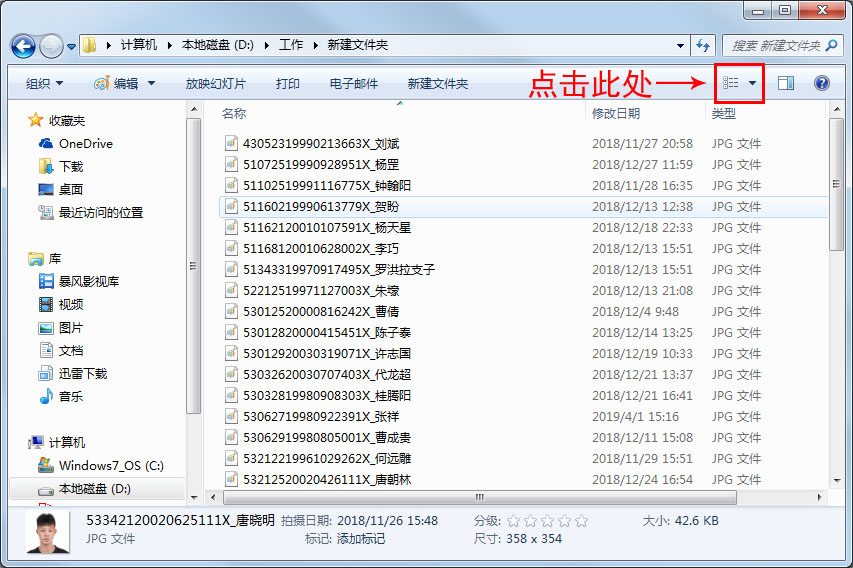 计算机 本地磁盘 (D:) 工作 新建文件夹 搜索 新建文件夹
组织 编辑 放映幻灯片 打印 电子邮件 新建文件夹 点击此处
名称 修改日期 类型
收藏夹
OneDrive
下载
桌面
最近访问的位置
库
暴风影视库
视频
图片
文档
迅雷下载
音乐
计算机
Windows7_OS (C:)
本地磁盘 (D:)
43052319990213663X_刘斌 2018/11/27 20:58 JPG 文件
51072519990928951X_杨罡 2018/12/27 11:59 JPG 文件
51102519991116775X_钟翰阳 2018/11/28 16:35 JPG 文件
51160219990613779X_贺盼 2018/12/13 12:38 JPG 文件
51162120010107591X_杨天星 2018/12/18 22:33 JPG 文件
51168120010628002X_李巧 2018/12/13 15:51 JPG 文件
51343319970917495X_罗洪拉支子 2018/12/13 15:51 JPG 文件
52212519971127003X_朱壕 2018/12/13 21:08 JPG 文件
53012520000816242X_曹倩 2018/12/4 9:48 JPG 文件
53012820000415451X_陈子泰 2018/12/14 13:25 JPG 文件
53012920030319071X_许志国 2018/12/19 10:33 JPG 文件
53032620030707403X_代龙超 2018/12/21 13:37 JPG 文件
53032819980908303X_桂腾阳 2018/12/21 16:41 JPG 文件
53062719980922391X_张祥 2019/4/1 15:16 JPG 文件
53062919980805001X_曹成贵 2018/12/11 15:08 JPG 文件
53212219961029262X_何远雕 2018/11/29 15:51 JPG 文件
53212520020426111X_唐朝林 2018/12/24 16:54 JPG 文件
53342120020625111X_唐晓明 拍摄日期: 2018/11/26 15:48 分级: 大小: 42.6 KB
JPG 文件 标记: 添加标记 尺寸: 358 x 354